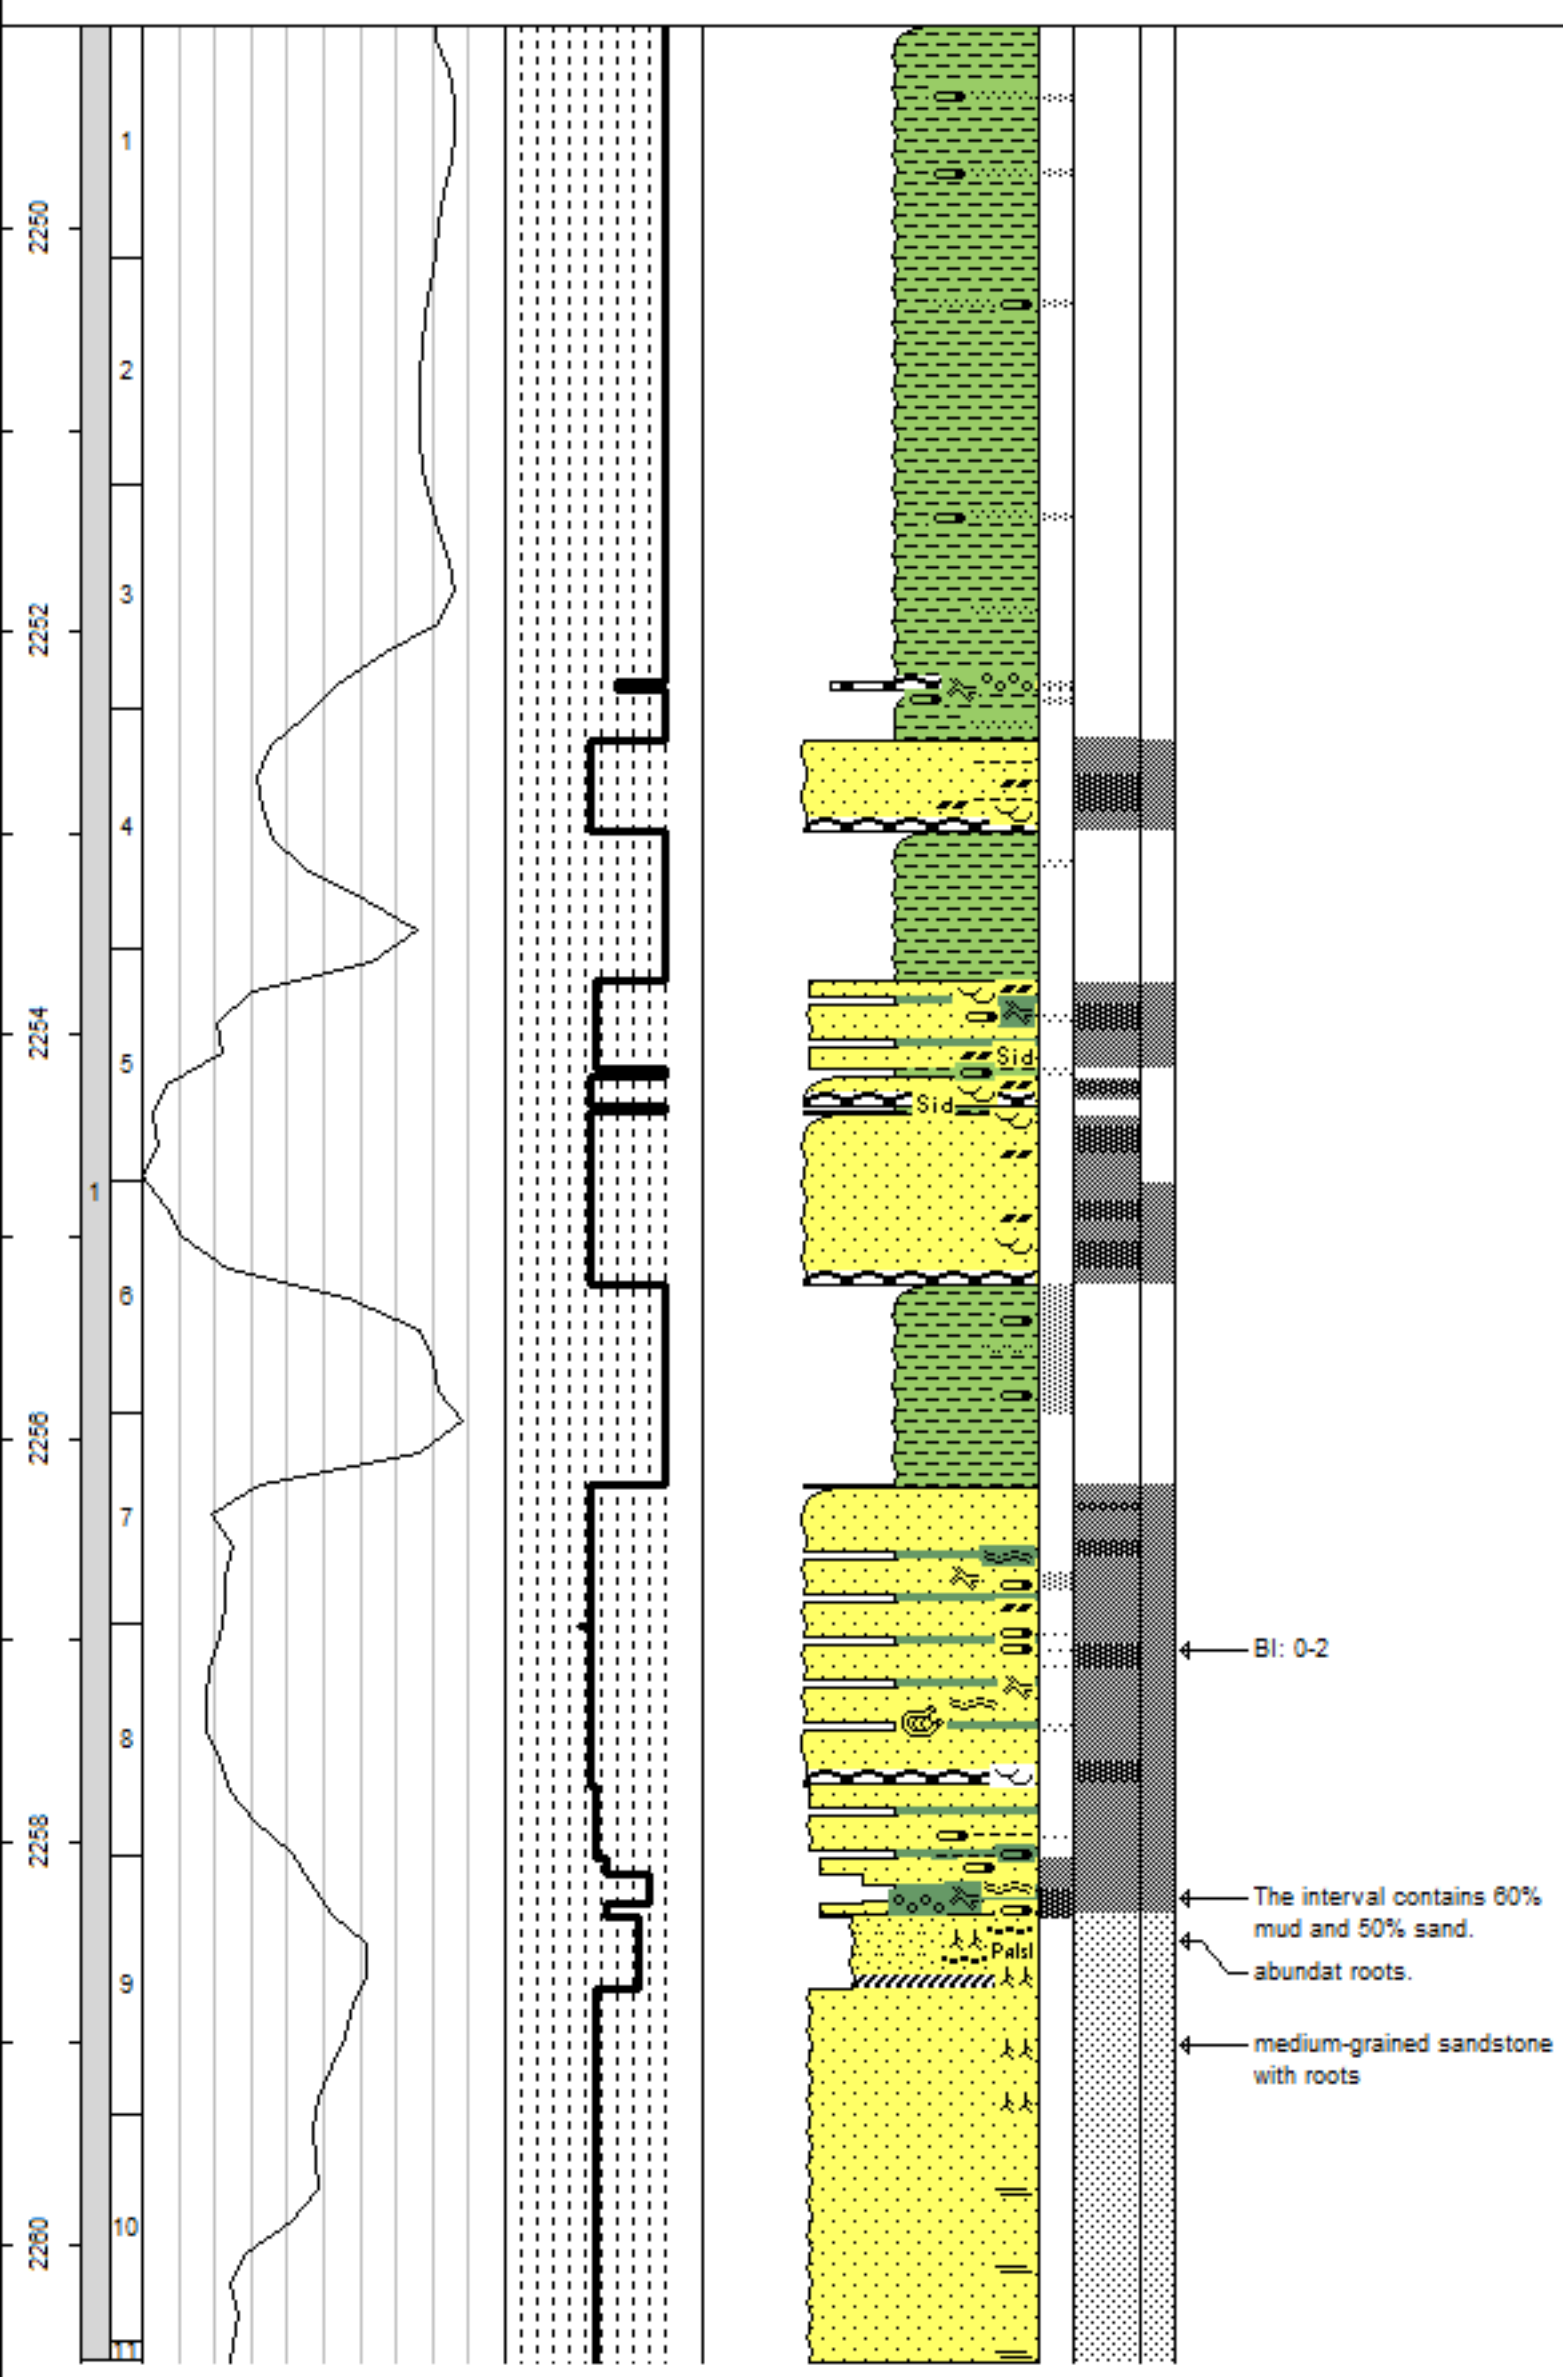 1
2250
2
3
2252
4
2254
5
Sid
Sid
1
6
2256
7
BI: 0-2
8
2258
The interval contains 60%
mud and 50% sand.
Palsl
abundat roots.
9
medium-grained sandstone
with roots
10
2260
11